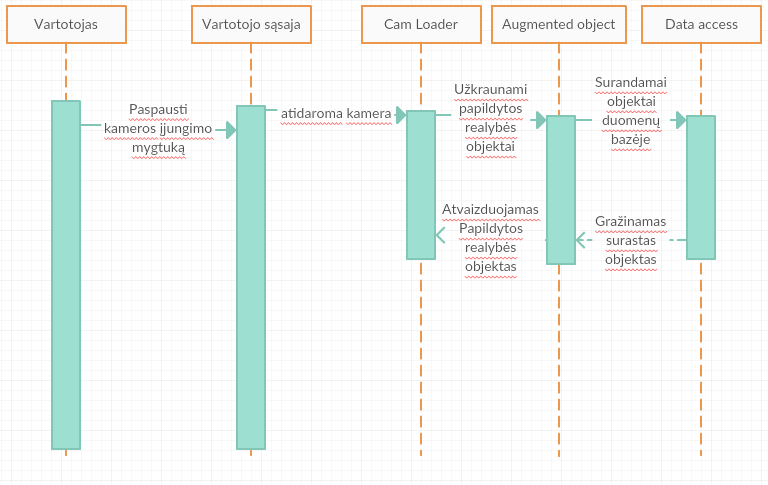 Vartotojas
Vartotojo sąsaja
Cam Loader
Augmented object
Data access
Paspausti
kameros įjungimo
mygtuką
atidaroma kamera
Užkraunami
papildytos
realybės
objektai
Surandamai
objektai
duomenų
bazėje
Atvaizduojamas
Papildytos
realybės
objektas
Gražinamas
surastas
objektas